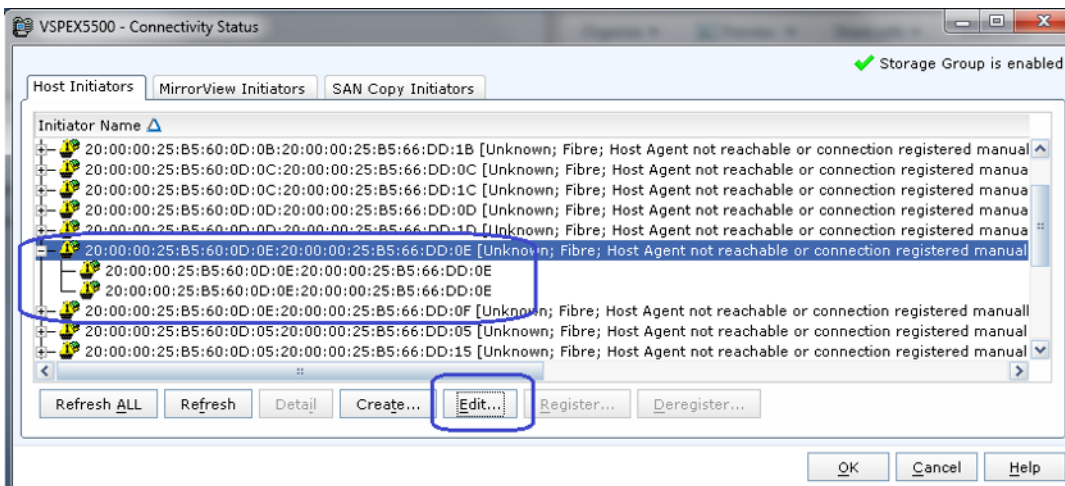 VSPEX5500 - Connectivity Status
Storage Group is enabled
Host Initiators MirrorView Initiators SAN Copy Initiators
Initiator Name
20:00:00:25:B5:60:0D:0B:20:00:00:25:B5:66:DD:1B [Unknown; Fibre; Host Agent not reachable or connection registered manual
20:00:00:25:B5:60:0D:0C:20:00:00:25:B5:66:DD:0C [Unknown; Fibre; Host Agent not reachable or connection registered manua
20:00:00:25:B5:60:0D:0C:20:00:00:25:B5:66:DD:1C [Unknown; Fibre; Host Agent not reachable or connection registered manua
20:00:00:25:B5:60:0D:0D:20:00:00:25:B5:66:DD:0D [Unknown; Fibre; Host Agent not reachable or connection registered manua
20:00:00:25:B5:60:0D:0D:20:00:00:25:B5:66:DD:1D [Unknown; Fibre; Host Agent not reachable or connection registered manua
20:00:00:25:B5:60:0D:0E:20:00:00:25:B5:66:DD:0E [Unknown; Fibre; Host Agent not reachable or connection registered manual
20:00:00:25:B5:60:0D:0E:20:00:00:25:B5:66:DD:0E
20:00:00:25:B5:60:0D:0E:20:00:00:25:B5:66:DD:0E
20:00:00:25:B5:60:0D:0E:20:00:00:25:B5:66:DD:0F [Unknown; Fibre; Host Agent not reachable or connection registered manuall
20:00:00:25:B5:60:0D:05:20:00:00:25:B5:66:DD:05 [Unknown; Fibre; Host Agent not reachable or connection registered manual
20:00:00:25:B5:60:0D:05:20:00:00:25:B5:66:DD:15 [Unknown; Fibre; Host Agent not reachable or connection registered manual
Refresh ALL Refresh Detail Create... Edit... Register... Deregister...
OK Cancel Help